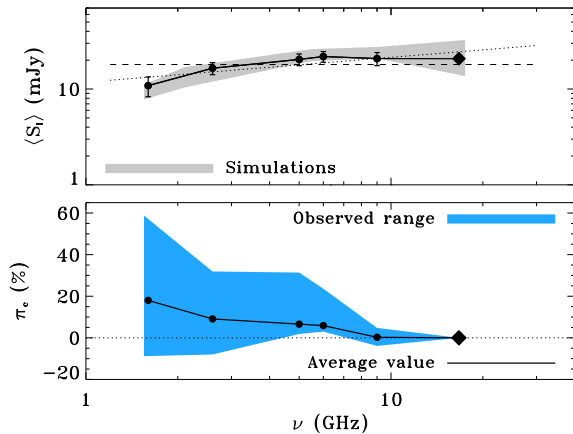 10
1
⟨S_I⟩ (mJy)
Simulations
60
40
20
0
−20
π_c (%)
Observed range
Average value
1
10
ν (GHz)